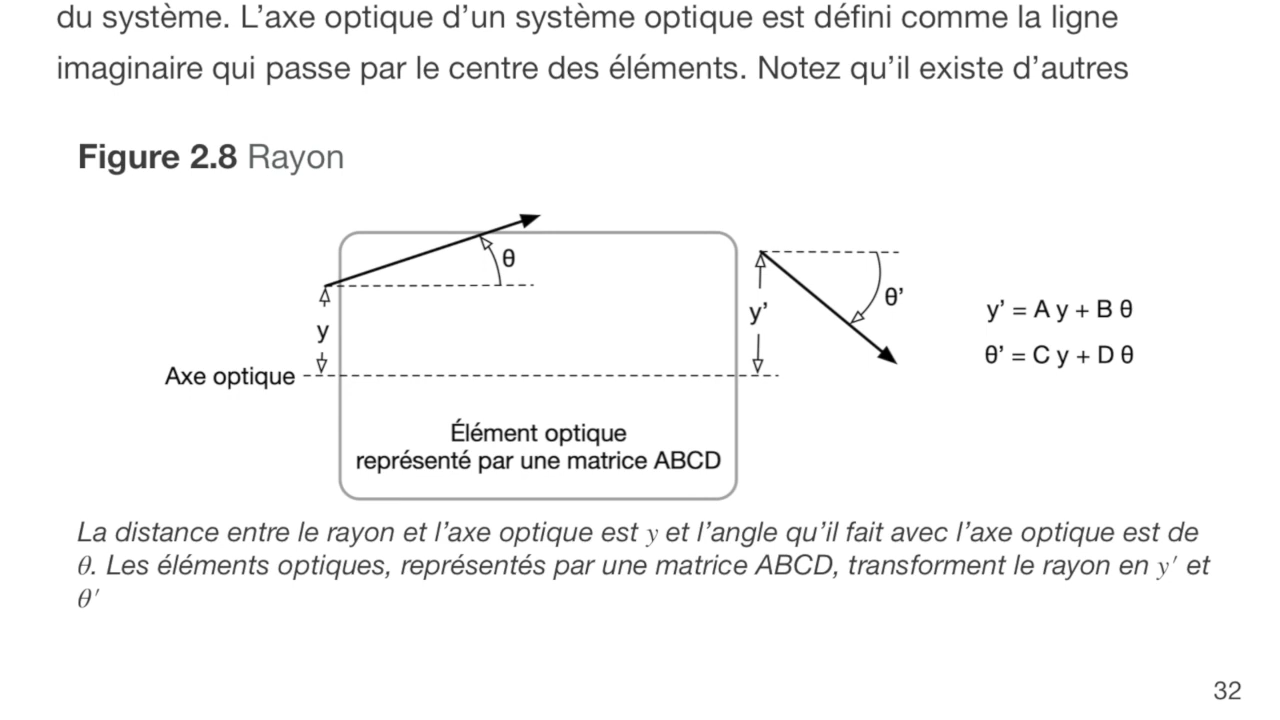 du système. L’axe optique d’un système optique est défini comme la ligne
imaginaire qui passe par le centre des éléments. Notez qu’il existe d’autres
Figure 2.8 Rayon
θ
y
Axe optique
y’
θ’
y’ = A y + B θ
θ’ = C y + D θ
Élément optique
représenté par une matrice ABCD
La distance entre le rayon et l’axe optique est y et l’angle qu’il fait avec l’axe optique est de
θ. Les éléments optiques, représentés par une matrice ABCD, transforment le rayon en y′ et
θ′
32